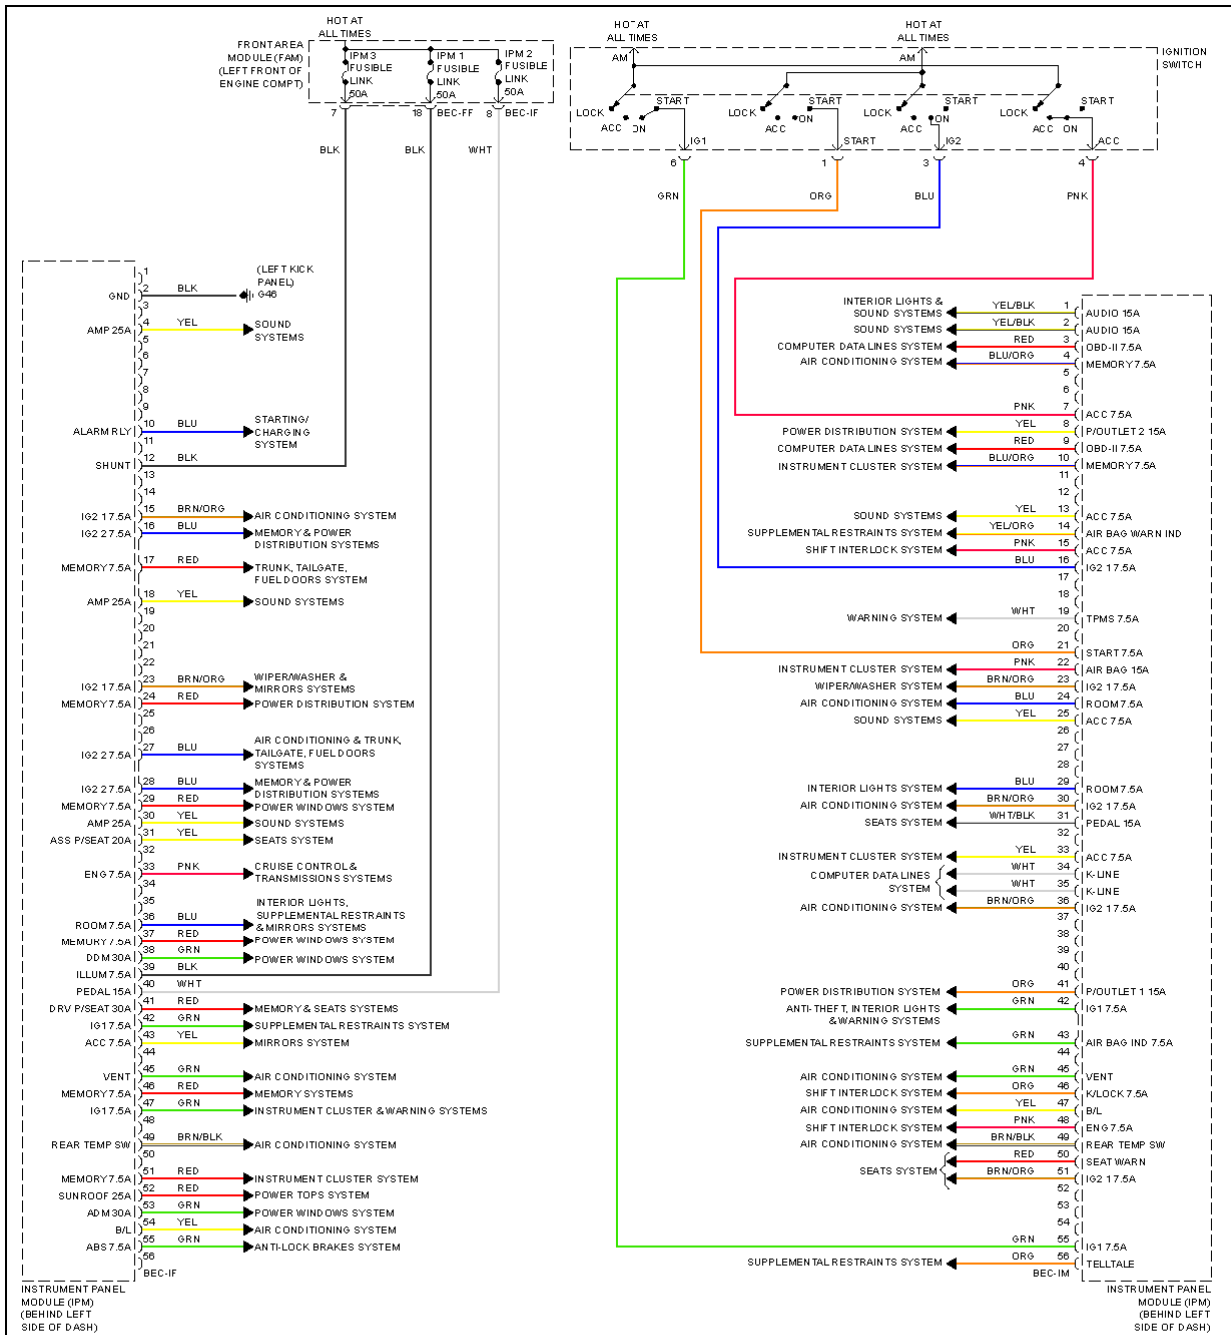 HOT AT
ALL TIMES
HOT AT
ALL TIMES
HOT AT
ALL TIMES
FRONT AREA
MODULE (FAM)
(LEFT FRONT OF
ENGINE COMPT)
IPM 3
FUSIBLE
LINK
50A
IPM 1
FUSIBLE
LINK
50A
IPM 2
FUSIBLE
LINK
50A
7
18
BEC-FF
8
BEC-IF
BLK
BLK
WHT
IGNITION
SWITCH
AM
AM
LOCK
ACC
ON
START
LOCK
ACC
ON
START
LOCK
ACC
ON
START
LOCK
ACC
ON
START
IG1
START
IG2
ACC
6
1
3
4
GRN
ORG
BLU
PNK
1
GND 2 BLK
(LEFT KICK
PANEL)
G46
3
AMP 25A 4 YEL SOUND
SYSTEMS
5
6
7
8
9
ALARM RLY 10 BLU STARTING/
CHARGING
SYSTEM
11
SHUNT 12 BLK
13
14
IG2 1 7.5A 15 BRN/ORG AIR CONDITIONING SYSTEM
IG2 2 7.5A 16 BLU MEMORY & POWER
DISTRIBUTION SYSTEMS
MEMORY 7.5A 17 RED TRUNK, TAILGATE,
FUEL DOORS SYSTEM
AMP 25A 18 YEL SOUND SYSTEMS
19
20
21
22
IG2 1 7.5A 23 BRN/ORG WIPER/WASHER &
MIRRORS SYSTEMS
MEMORY 7.5A 24 RED POWER DISTRIBUTION SYSTEM
25
26
IG2 2 7.5A 27 BLU AIR CONDITIONING & TRUNK,
TAILGATE, FUEL DOORS
SYSTEMS
IG2 2 7.5A 28 BLU MEMORY & POWER
DISTRIBUTION SYSTEMS
MEMORY 7.5A 29 RED POWER WINDOWS SYSTEM
AMP 25A 30 YEL SOUND SYSTEMS
ASS P/SEAT 20A 31 YEL SEATS SYSTEM
32
ENG 7.5A 33 PNK CRUISE CONTROL &
TRANSMISSIONS SYSTEMS
34
35
ROOM 7.5A 36 BLU INTERIOR LIGHTS,
SUPPLEMENTAL RESTRAINTS
& MIRRORS SYSTEMS
MEMORY 7.5A 37 RED POWER WINDOWS SYSTEM
DDM 30A 38 GRN POWER WINDOWS SYSTEM
ILLUM 7.5A 39 BLK
PEDAL 15A 40 WHT
DRV P/SEAT 30A 41 RED MEMORY & SEATS SYSTEMS
IG1 7.5A 42 GRN SUPPLEMENTAL RESTRAINTS SYSTEM
ACC 7.5A 43 YEL MIRRORS SYSTEM
44
VENT 45 GRN AIR CONDITIONING SYSTEM
MEMORY 7.5A 46 RED MEMORY SYSTEMS
IG1 7.5A 47 GRN INSTRUMENT CLUSTER & WARNING SYSTEMS
48
REAR TEMP SW 49 BRN/BLK AIR CONDITIONING SYSTEM
50
MEMORY 7.5A 51 RED INSTRUMENT CLUSTER SYSTEM
SUNROOF 25A 52 RED POWER TOPS SYSTEM
ADM 30A 53 GRN POWER WINDOWS SYSTEM
B/L 54 YEL AIR CONDITIONING SYSTEM
ABS 7.5A 55 GRN ANTI-LOCK BRAKES SYSTEM
56
BEC-IF
INSTRUMENT PANEL
MODULE (IPM)
(BEHIND LEFT
SIDE OF DASH)
INTERIOR LIGHTS &
SOUND SYSTEMS YEL/BLK 1 AUDIO 15A
SOUND SYSTEMS YEL/BLK 2 AUDIO 15A
COMPUTER DATA LINES SYSTEM RED 3 OBD-II 7.5A
AIR CONDITIONING SYSTEM BLU/ORG 4 MEMORY 7.5A
5
6
PNK 7 ACC 7.5A
POWER DISTRIBUTION SYSTEM YEL 8 P/OUTLET 2 15A
COMPUTER DATA LINES SYSTEM RED 9 OBD-II 7.5A
INSTRUMENT CLUSTER SYSTEM BLU/ORG 10 MEMORY 7.5A
11
12
SOUND SYSTEMS YEL 13 ACC 7.5A
SUPPLEMENTAL RESTRAINTS SYSTEM YEL/ORG 14 AIR BAG WARN IND
SHIFT INTERLOCK SYSTEM PNK 15 ACC 7.5A
BLU 16 IG2 1 7.5A
17
18
WARNING SYSTEM WHT 19 TPMS 7.5A
20
ORG 21 START 7.5A
INSTRUMENT CLUSTER SYSTEM PNK 22 AIR BAG 15A
WIPER/WASHER SYSTEM BRN/ORG 23 IG2 1 7.5A
AIR CONDITIONING SYSTEM BLU 24 ROOM 7.5A
SOUND SYSTEMS YEL 25 ACC 7.5A
26
27
28
INTERIOR LIGHTS SYSTEM BLU 29 ROOM 7.5A
AIR CONDITIONING SYSTEM BRN/ORG 30 IG2 1 7.5A
SEATS SYSTEM WHT/BLK 31 PEDAL 15A
32
INSTRUMENT CLUSTER SYSTEM YEL 33 ACC 7.5A
COMPUTER DATA LINES
SYSTEM
WHT 34 K-LINE
WHT 35 K-LINE
AIR CONDITIONING SYSTEM BRN/ORG 36 IG2 1 7.5A
37
38
39
40
POWER DISTRIBUTION SYSTEM ORG 41 P/OUTLET 1 15A
ANTI-THEFT, INTERIOR LIGHTS
& WARNING SYSTEMS GRN 42 IG1 7.5A
SUPPLEMENTAL RESTRAINTS SYSTEM GRN 43 AIR BAG IND 7.5A
44
AIR CONDITIONING SYSTEM GRN 45 VENT
SHIFT INTERLOCK SYSTEM ORG 46 K/LOCK 7.5A
AIR CONDITIONING SYSTEM YEL 47 B/L
SHIFT INTERLOCK SYSTEM PNK 48 ENG 7.5A
AIR CONDITIONING SYSTEM BRN/BLK 49 REAR TEMP SW
SEATS SYSTEM
RED 50 SEAT WARN
BRN/ORG 51 IG2 1 7.5A
52
53
54
GRN 55 IG1 7.5A
SUPPLEMENTAL RESTRAINTS SYSTEM ORG 56 TELLTALE
BEC-IM
INSTRUMENT PANEL
MODULE (IPM)
(BEHIND LEFT
SIDE OF DASH)